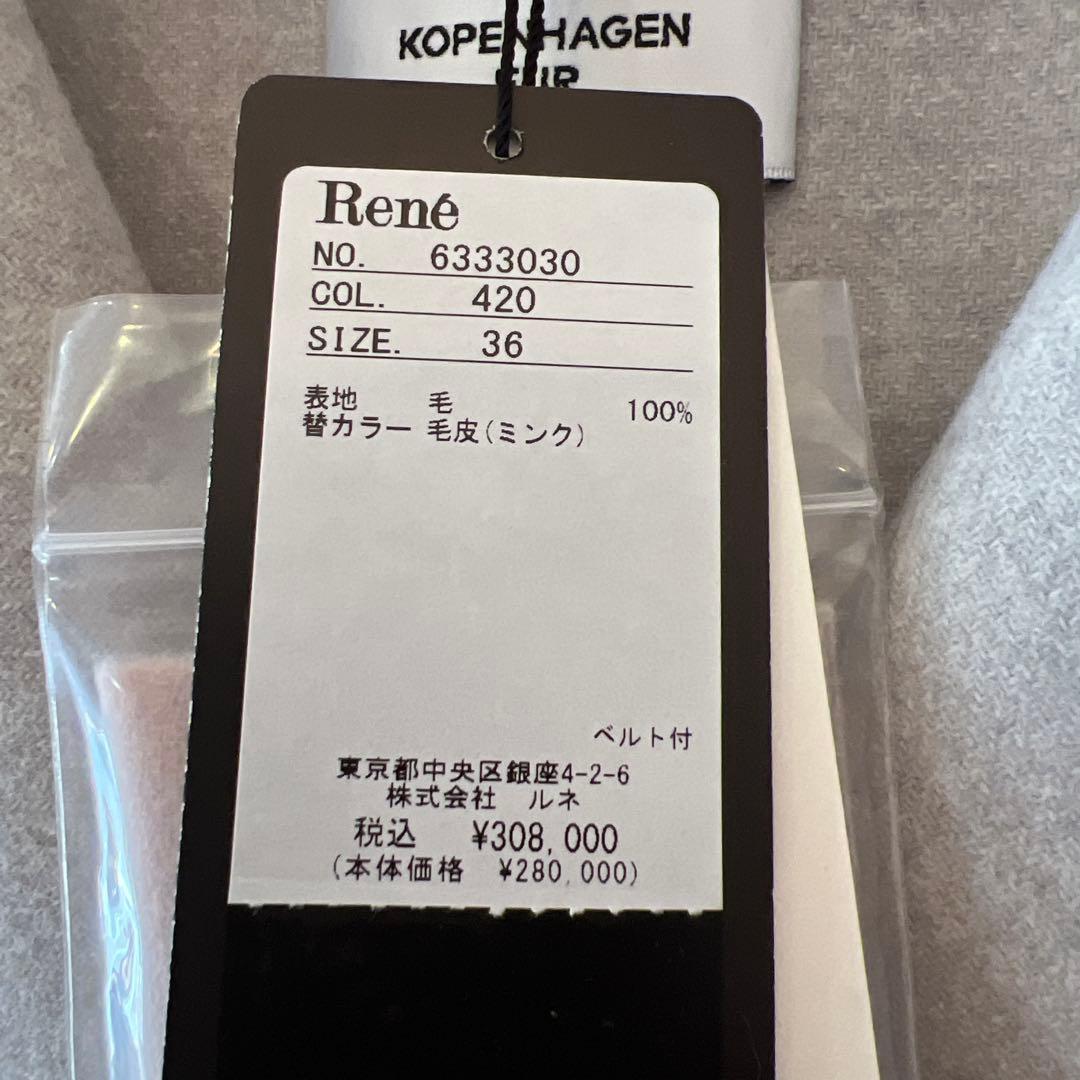 KOPENHAGEN
FUR
René
NO. 6333030
COL. 420
SIZE. 36
表地 毛 100%
替カラー 毛皮(ミンク)
ベルト付
東京都中央区銀座4-2-6
株式会社 ルネ
税込 ¥308,000
(本体価格 ¥280,000)